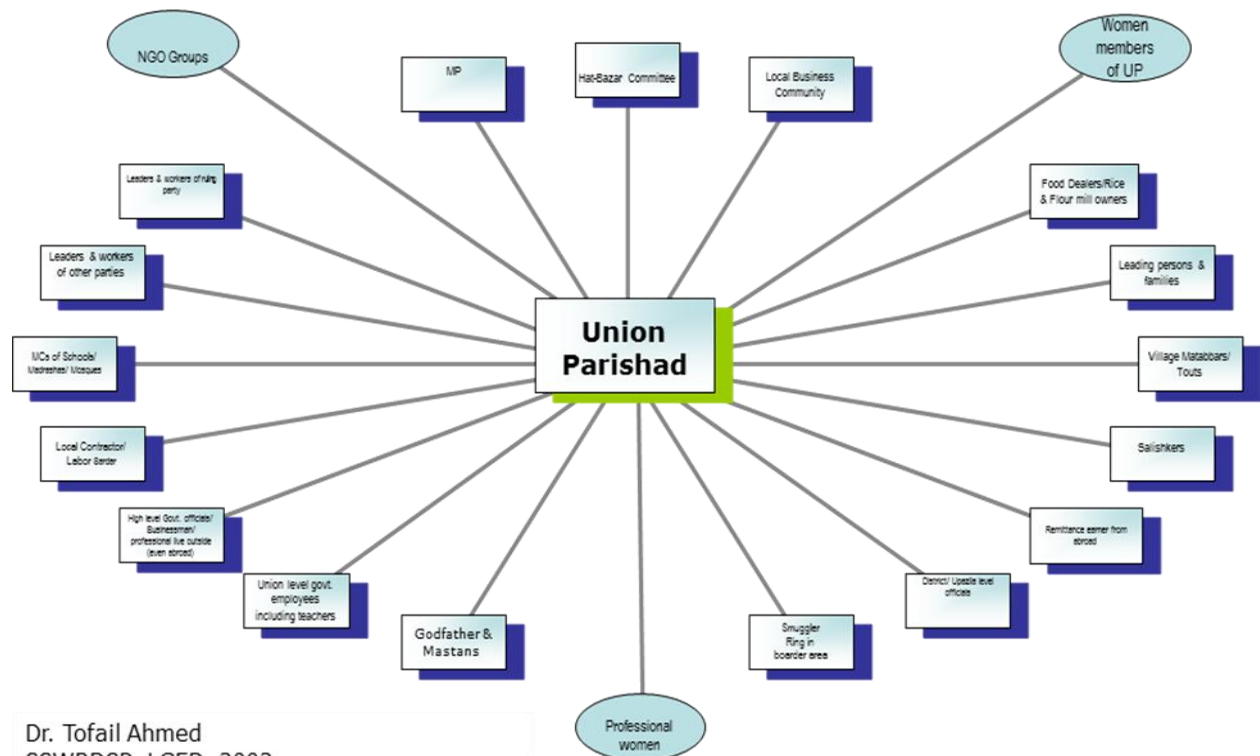 NGO Groups
MP
Hat-Bazar Committee
Local Business
Community
Women
members
of UP
Leaders & workers of ruling
party
Food Dealers/Rice
& Flour mill owners
Leaders & workers
of other parties
Leading persons &
families
Union
Parishad
MCs of Schools/
Madrashas/ Mosques
Village Matabbars/
Touts
Local Contractor/
Labor Sarder
Salishkers
High level Govt. officials/
Businessman/
professional live outside
(even abroad)
Remittance earner from
abroad
Union level govt.
employees
including teachers
District/ Upazila level
officials
Godfather &
Mastans
Smuggler
Ring in
boarder area
Professional
women
Dr. Tofail Ahmed